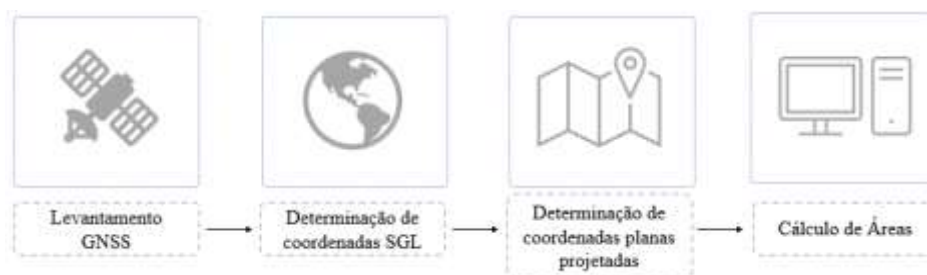 Levantamento
GNSS
Determinação de
coordenadas SGL
Determinação de
coordenadas planas
projetadas
Cálculo de Áreas